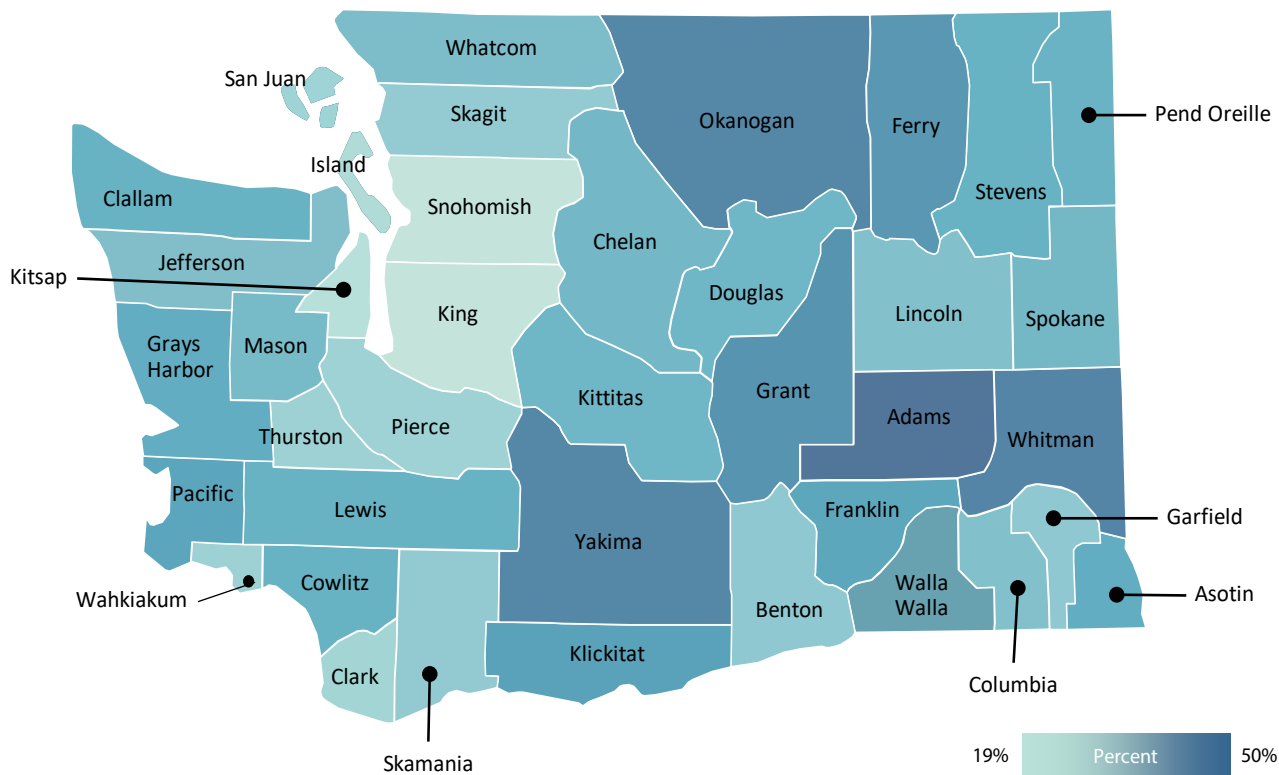 Whatcom
San Juan
Skagit
Okanogan
Ferry
Pend Oreille
Island
Stevens
Clallam
Snohomish
Chelan
Jefferson
Kitsap
Douglas
King
Lincoln
Spokane
Grays
Harbor
Mason
Kittitas
Grant
Adams
Pierce
Thurston
Whitman
Pacific
Lewis
Franklin
Garfield
Yakima
Cowlitz
Walla
Walla
Asotin
Wahkiakum
Benton
Klickitat
Clark
Columbia
Skamania
19%
Percent
50%